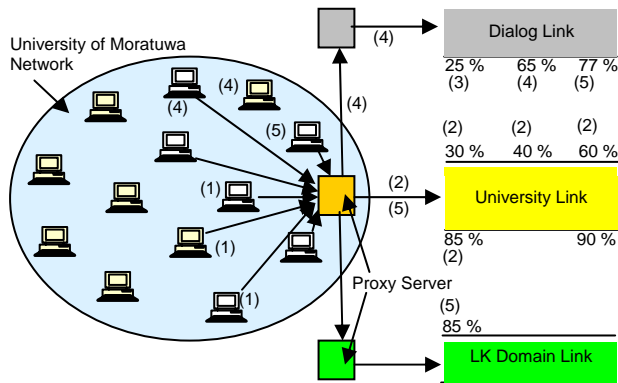 University of Moratuwa
Network
(4)
(4)
(5)
(1)
(1)
(1)
(4)
(4)
(2)
(5)
Proxy Server
Dialog Link
25 % 65 % 77 %
(3) (4) (5)
(2) (2) (2)
30 % 40 % 60 %
University Link
85 % 90 %
(2)
(5)
85 %
LK Domain Link